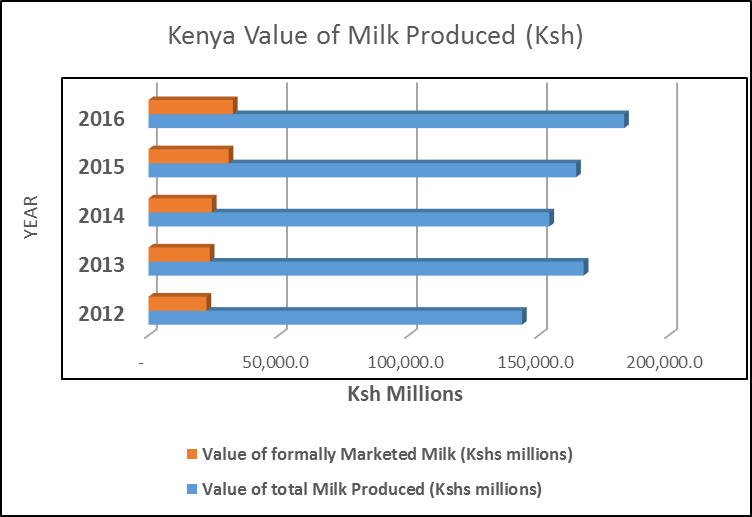 Kenya Value of Milk Produced (Ksh)
YEAR
2016
2015
2014
2013
2012
- 50,000.0 100,000.0 150,000.0 200,000.0
Ksh Millions
Value of formally Marketed Milk (Kshs millions)
Value of total Milk Produced (Kshs millions)